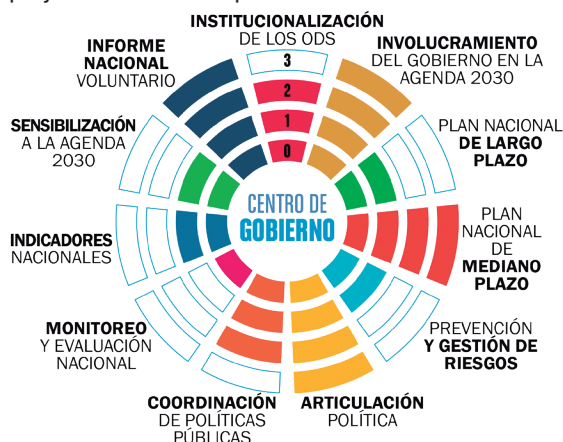 INSTITUCIONALIZACIÓN
DE LOS ODS
3
2
1
0
INVOLUCRAMIENTO
DEL GOBIERNO EN LA
AGENDA 2030
PLAN NACIONAL
DE LARGO
PLAZO
PLAN
NACIONAL
DE
MEDIANO
PLAZO
PREVENCIÓN
Y GESTIÓN DE
RIESGOS
ARTICULACIÓN
POLÍTICA
COORDINACIÓN
DE POLÍTICAS
PÚBLICAS
MONITOREO
Y EVALUACIÓN
NACIONAL
INDICADORES
NACIONALES
SENSIBILIZACIÓN
A LA AGENDA
2030
INFORME
NACIONAL
VOLUNTARIO
CENTRO DE
GOBIERNO